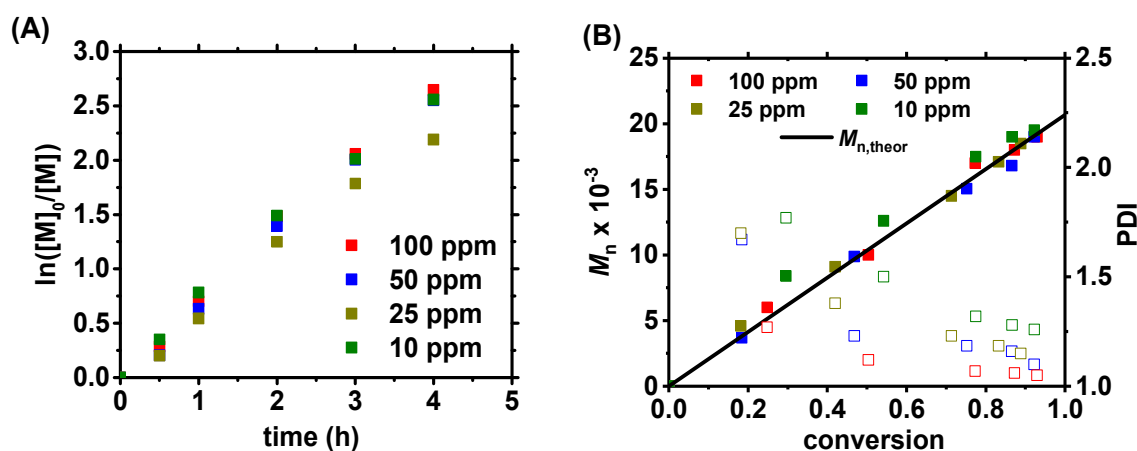 (A)
3.0
2.5
2.0
1.5
1.0
0.5
0.0
ln([M]₀/[M])
100 ppm
50 ppm
25 ppm
10 ppm
0 1 2 3 4 5
time (h)
(B)
25
20
15
10
5
0
Mₙ x 10⁻³
100 ppm 50 ppm
25 ppm 10 ppm
Mₙ,theor
2.5
2.0
1.5
1.0
PDI
0.0 0.2 0.4 0.6 0.8 1.0
conversion